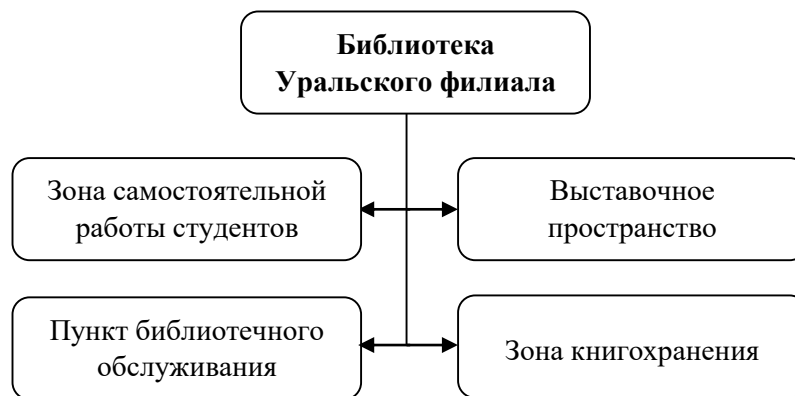 Библиотека
Уральского филиала
Зона самостоятельной
работы студентов
Выставочное
пространство
Пункт библиотечного
обслуживания
Зона книгохранения